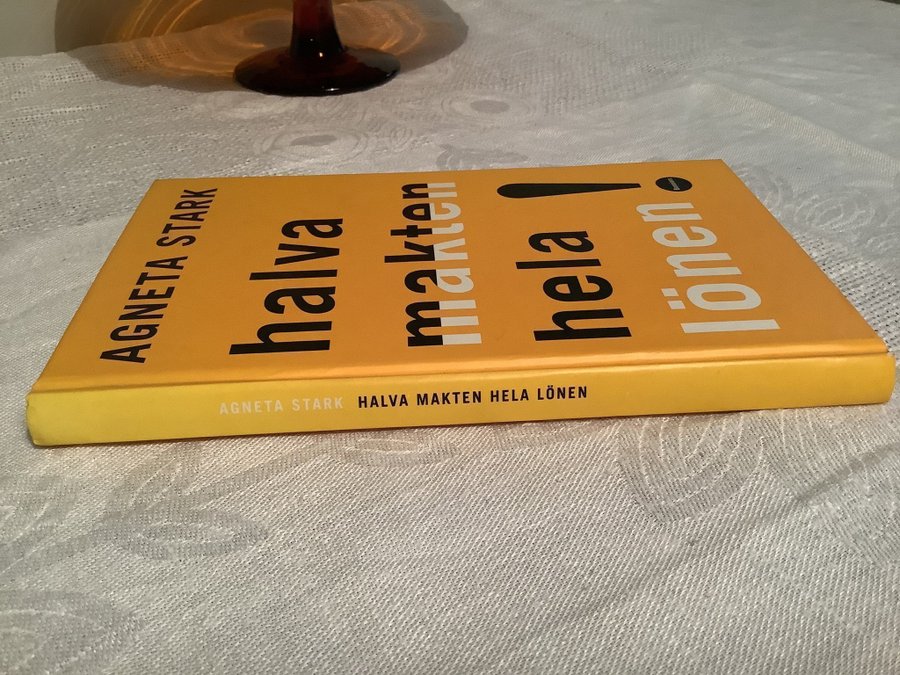 AGNETA STARK
halva
makten
hela
lönen!
AGNETA STARK HALVA MAKTEN HELA LÖNEN